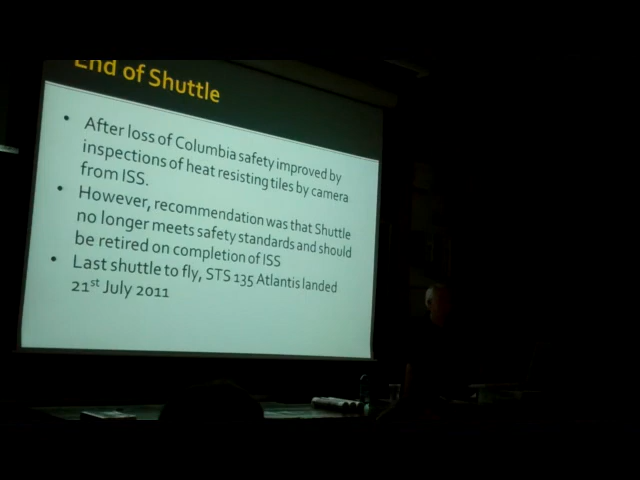 End of Shuttle
• After loss of Columbia safety improved by
inspections of heat resisting tiles by camera
from ISS.
• However, recommendation was that Shuttle
no longer meets safety standards and should
be retired on completion of ISS
• Last shuttle to fly, STS 135 Atlantis landed
21st July 2011